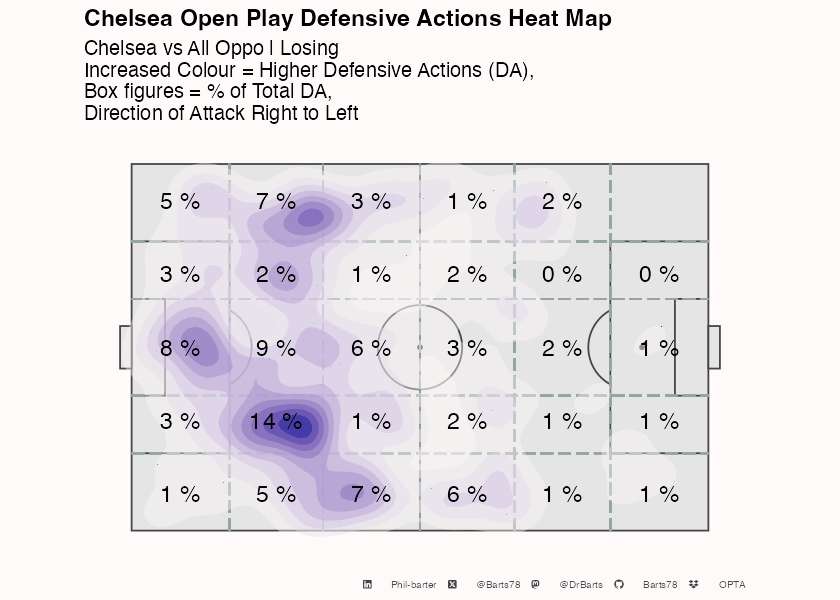 Chelsea Open Play Defensive Actions Heat Map
Chelsea vs All Oppo | Losing
Increased Colour = Higher Defensive Actions (DA),
Box figures = % of Total DA,
Direction of Attack Right to Left
5 % 7 % 3 % 1 % 2 %
3 % 2 % 1 % 2 % 0 % 0 %
8 % 9 % 6 % 3 % 2 % 1 %
3 % 14 % 1 % 2 % 1 % 1 %
1 % 5 % 7 % 6 % 1 % 1 %
Phil-barter @Barts78 @DrBarts Barts78 OPTA